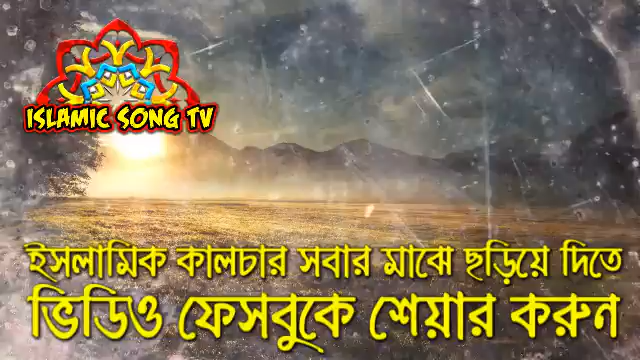 ISLAMIC SONG TV
ইসলামিক কালচার সবার মাঝে ছড়িয়ে দিতে
ভিডিও ফেসবুকে শেয়ার করুন